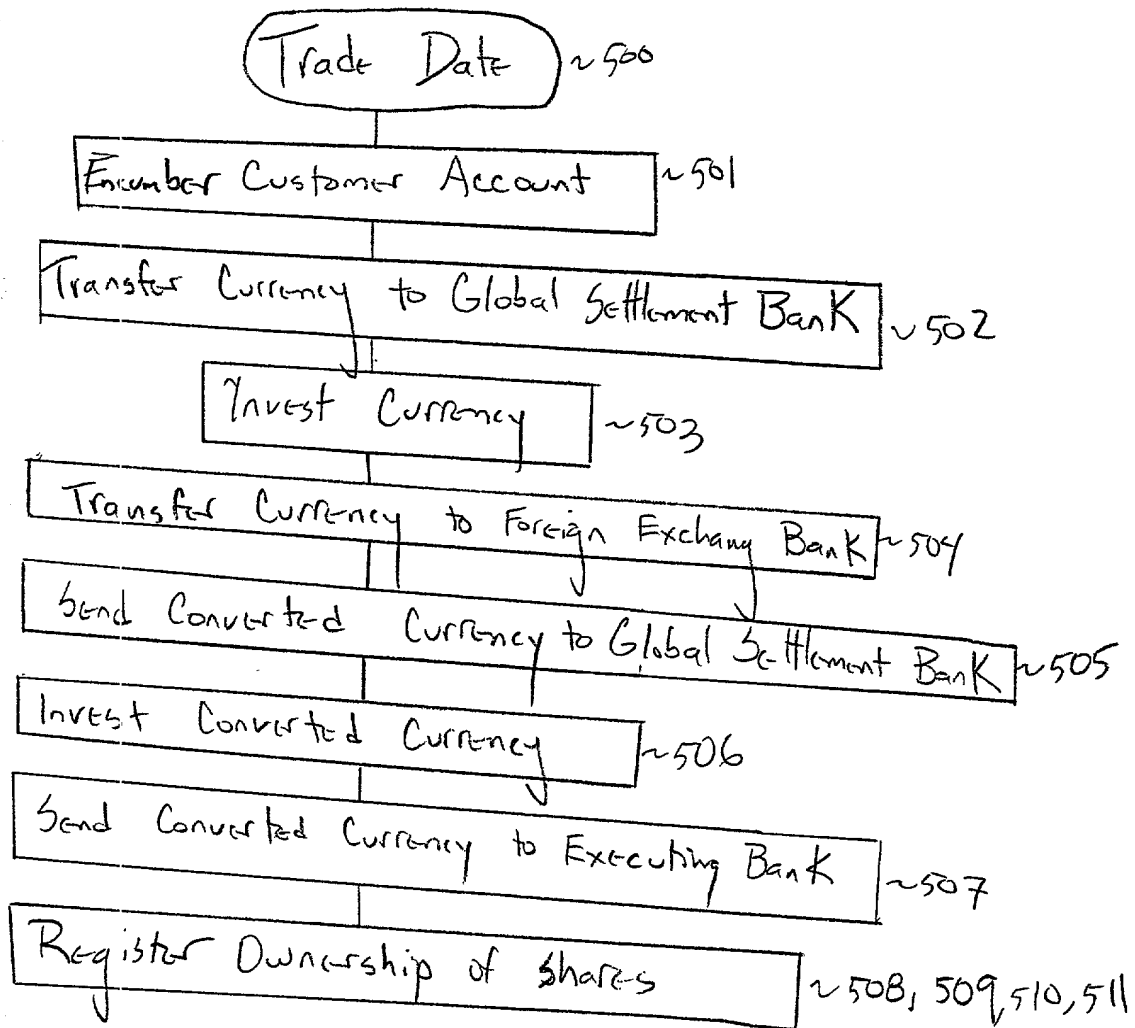 Trade Date ~500
Encumber Customer Account ~501
Transfer Currency to Global Settlement Bank ~502
Invest Currency ~503
Transfer Currency to Foreign Exchang Bank ~504
Send Converted Currency to Global Settlement Bank ~505
Invest Converted Currency ~506
Send Converted Currency to Executing Bank ~507
Register Ownership of shares ~508, 509, 510, 511